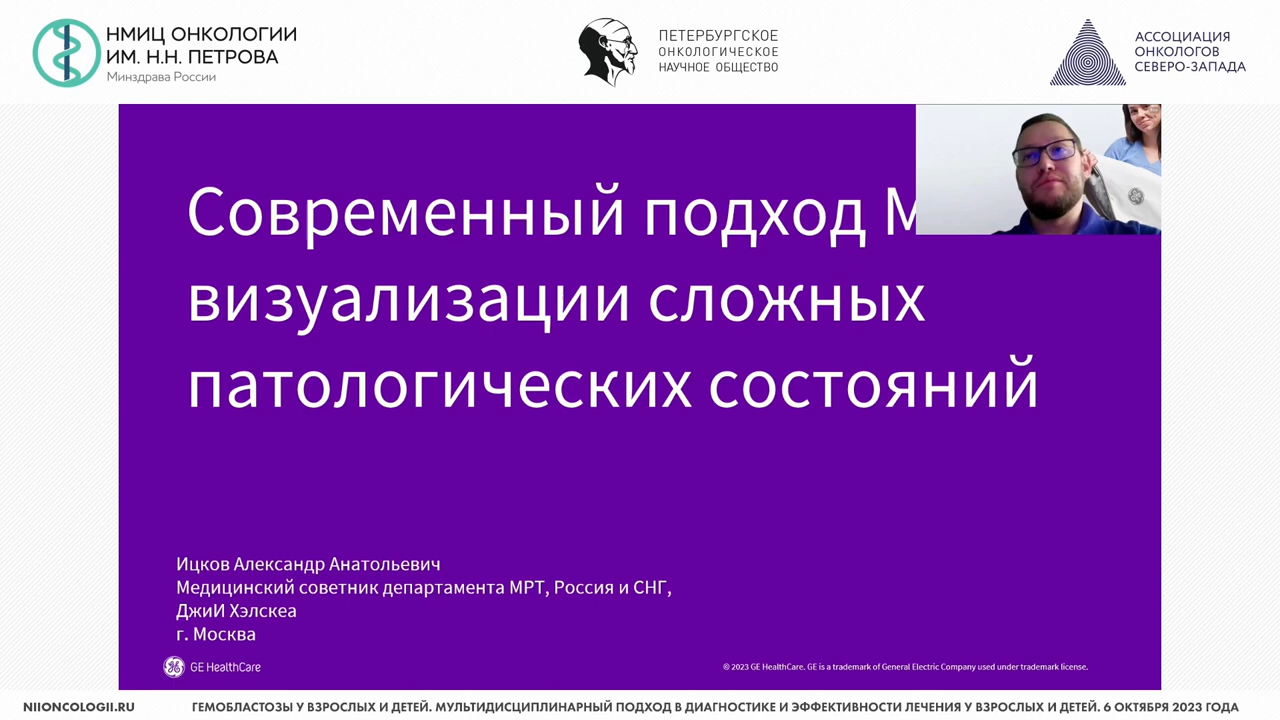 НМИЦ ОНКОЛОГИИ
ИМ. Н.Н. ПЕТРОВА
Минздрава России
ПЕТЕРБУРГСКОЕ
ОНКОЛОГИЧЕСКОЕ
НАУЧНОЕ ОБЩЕСТВО
АССОЦИАЦИЯ
ОНКОЛОГОВ
СЕВЕРО-ЗАПАДА
Современный подход
визуализации сложных
патологических состояний
Ицков Александр Анатольевич
Медицинский советник департамента МРТ, Россия и СНГ,
ДжиИ Хэлскеа
г. Москва
GE HealthCare
© 2023 GE HealthCare. GE is a trademark of General Electric Company used under trademark license.
NIIONCOLOGII.RU
ГЕМОБЛАСТОЗЫ У ВЗРОСЛЫХ И ДЕТЕЙ. МУЛЬТИДИСЦИПЛИНАРНЫЙ ПОДХОД В ДИАГНОСТИКЕ И ЭФФЕКТИВНОСТИ ЛЕЧЕНИЯ У ВЗРОСЛЫХ И ДЕТЕЙ. 6 ОКТЯБРЯ 2023 ГОДА